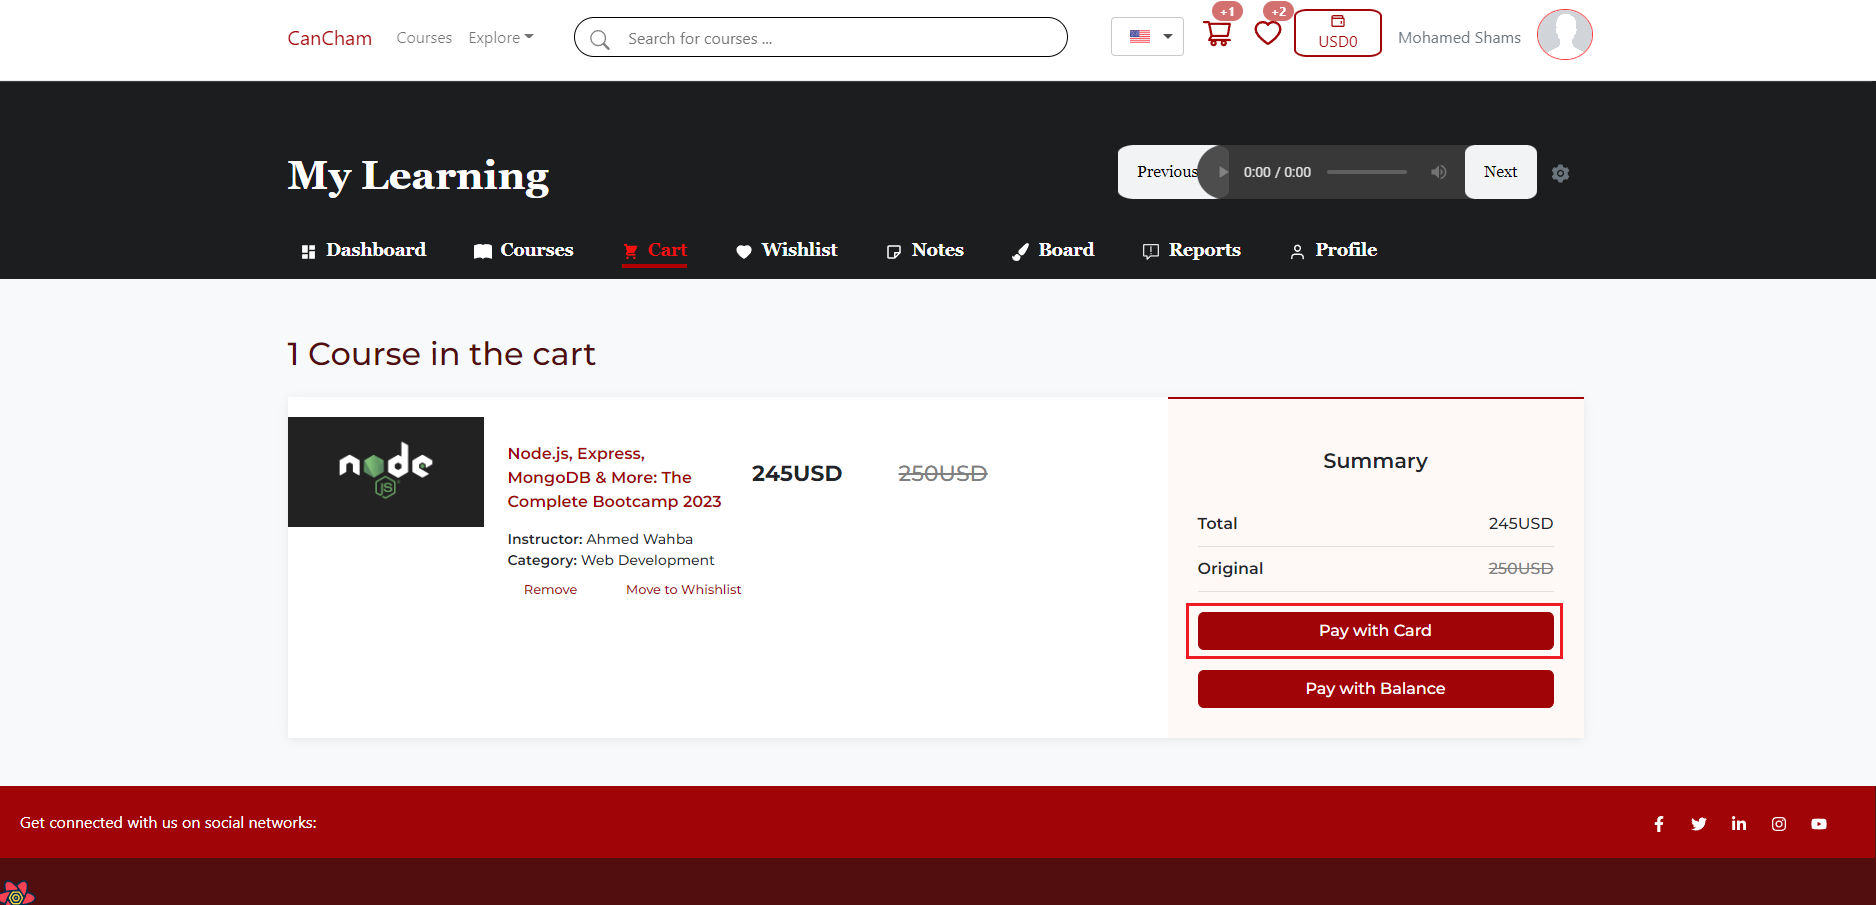 CanCham
Courses
Explore
Search for courses ...
+1
+2
USD0
Mohamed Shams
My Learning
Previous
0:00 / 0:00
Next
Dashboard
Courses
Cart
Wishlist
Notes
Board
Reports
Profile
1 Course in the cart
node
JS
Node.js, Express,
MongoDB & More: The
Complete Bootcamp 2023
245USD
250USD
Instructor: Ahmed Wahba
Category: Web Development
Remove
Move to Whishlist
Summary
Total 245USD
Original 250USD
Pay with Card
Pay with Balance
Get connected with us on social networks: